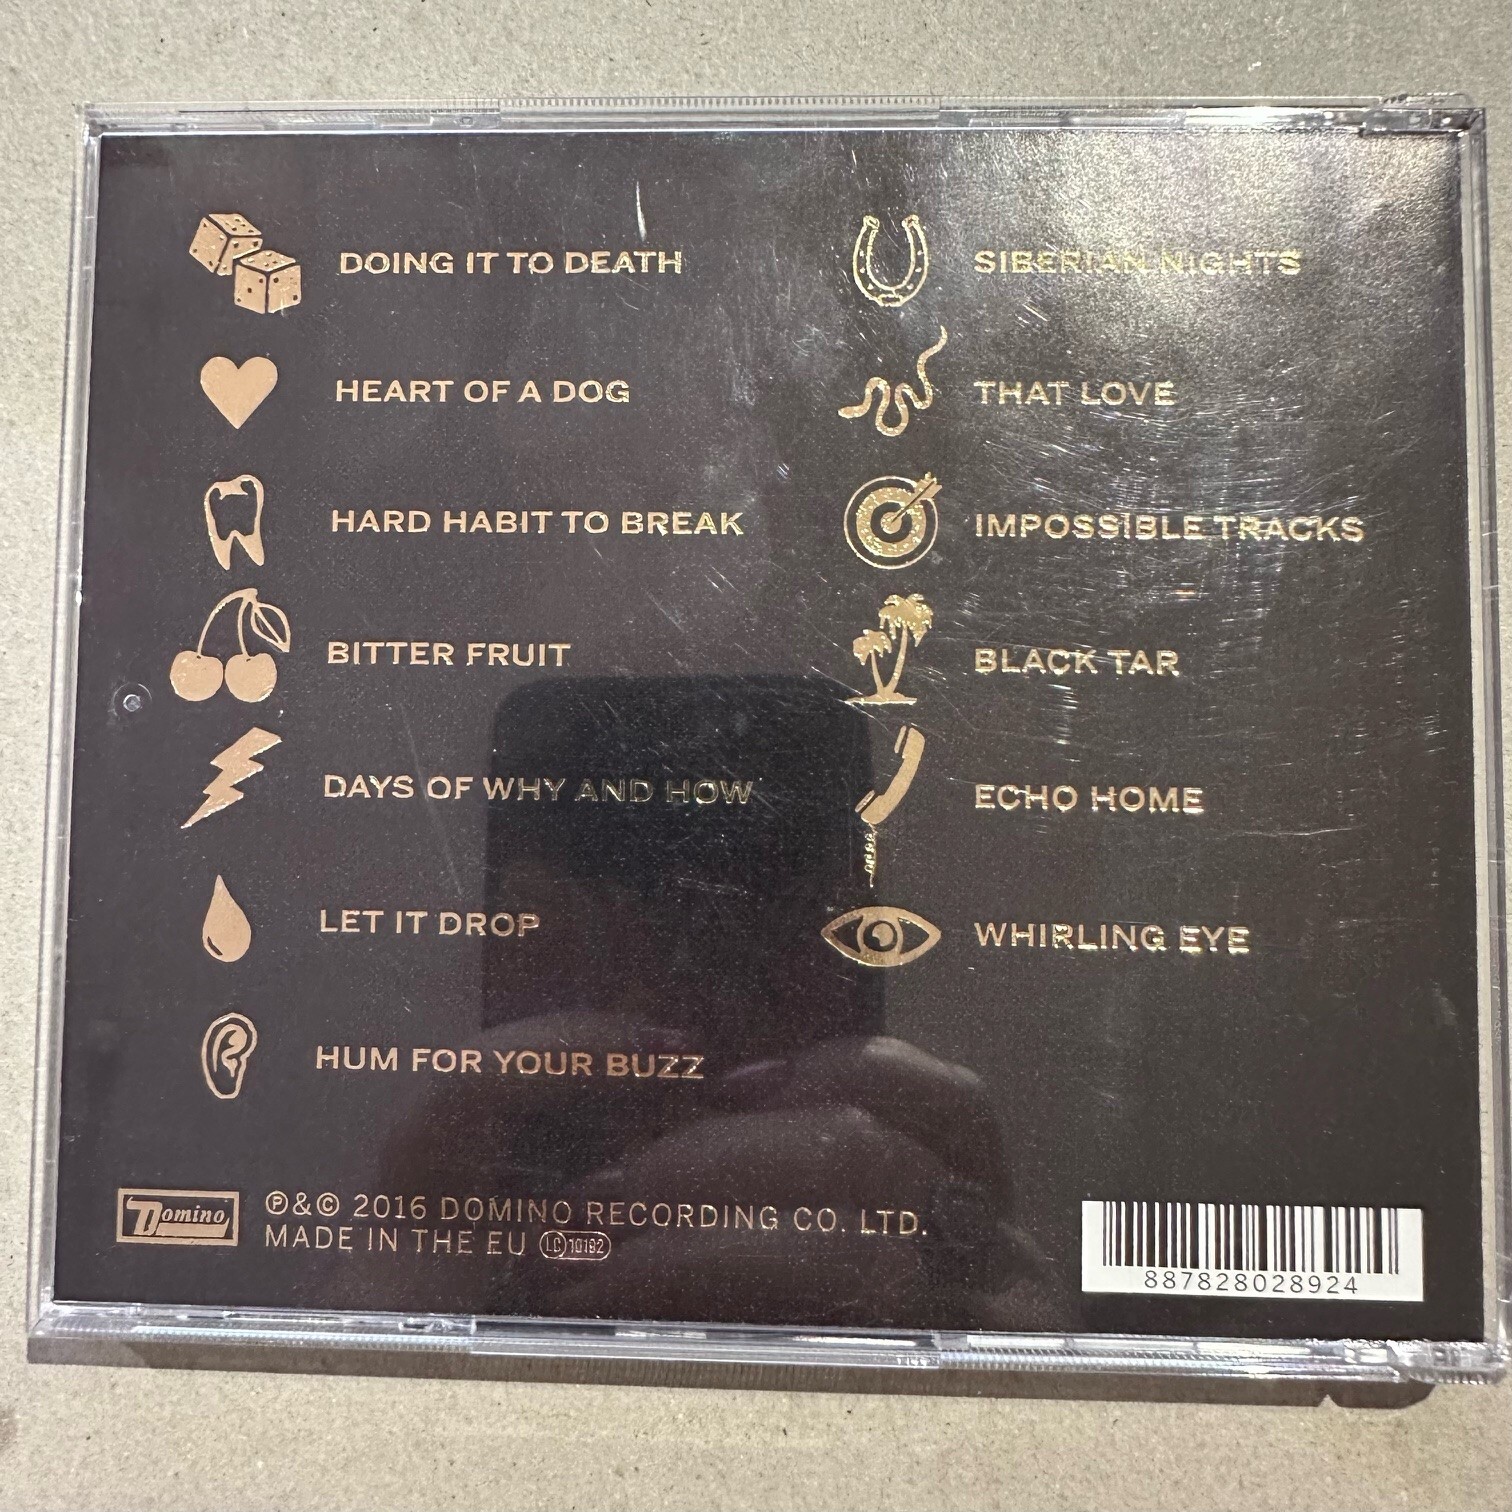 DOING IT TO DEATH
HEART OF A DOG
HARD HABIT TO BREAK
BITTER FRUIT
DAYS OF WHY AND HOW
LET IT DROP
HUM FOR YOUR BUZZ
SIBERIAN NIGHTS
THAT LOVE
IMPOSSIBLE TRACKS
BLACK TAR
ECHO HOME
WHIRLING EYE
Domino
℗&© 2016 DOMINO RECORDING CO. LTD.
MADE IN THE EU LC 10192
887828028924